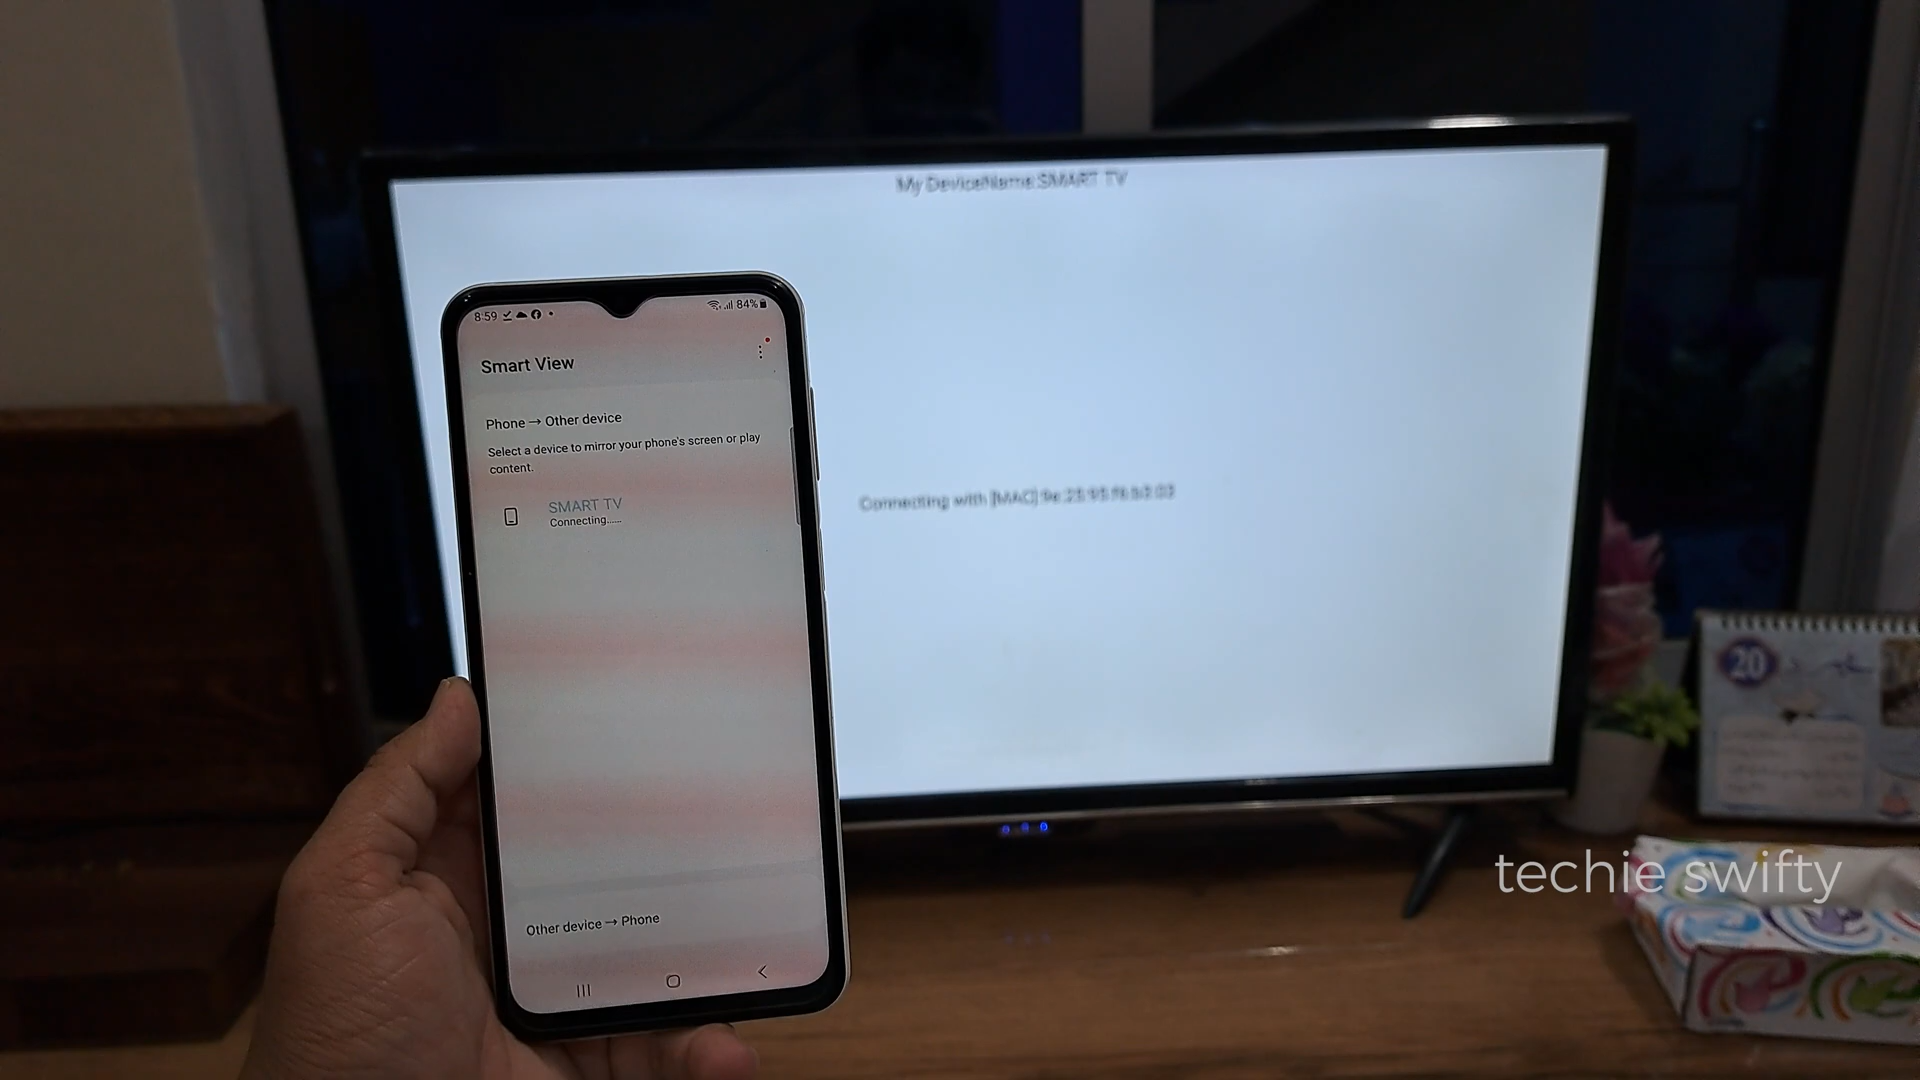 My DeviceName:SMART TV
8:59
84%
Smart View
Phone → Other device
Select a device to mirror your phone's screen or play
content.
SMART TV
Connecting......
Connecting with [MAC]
Other device → Phone
20
techie swifty